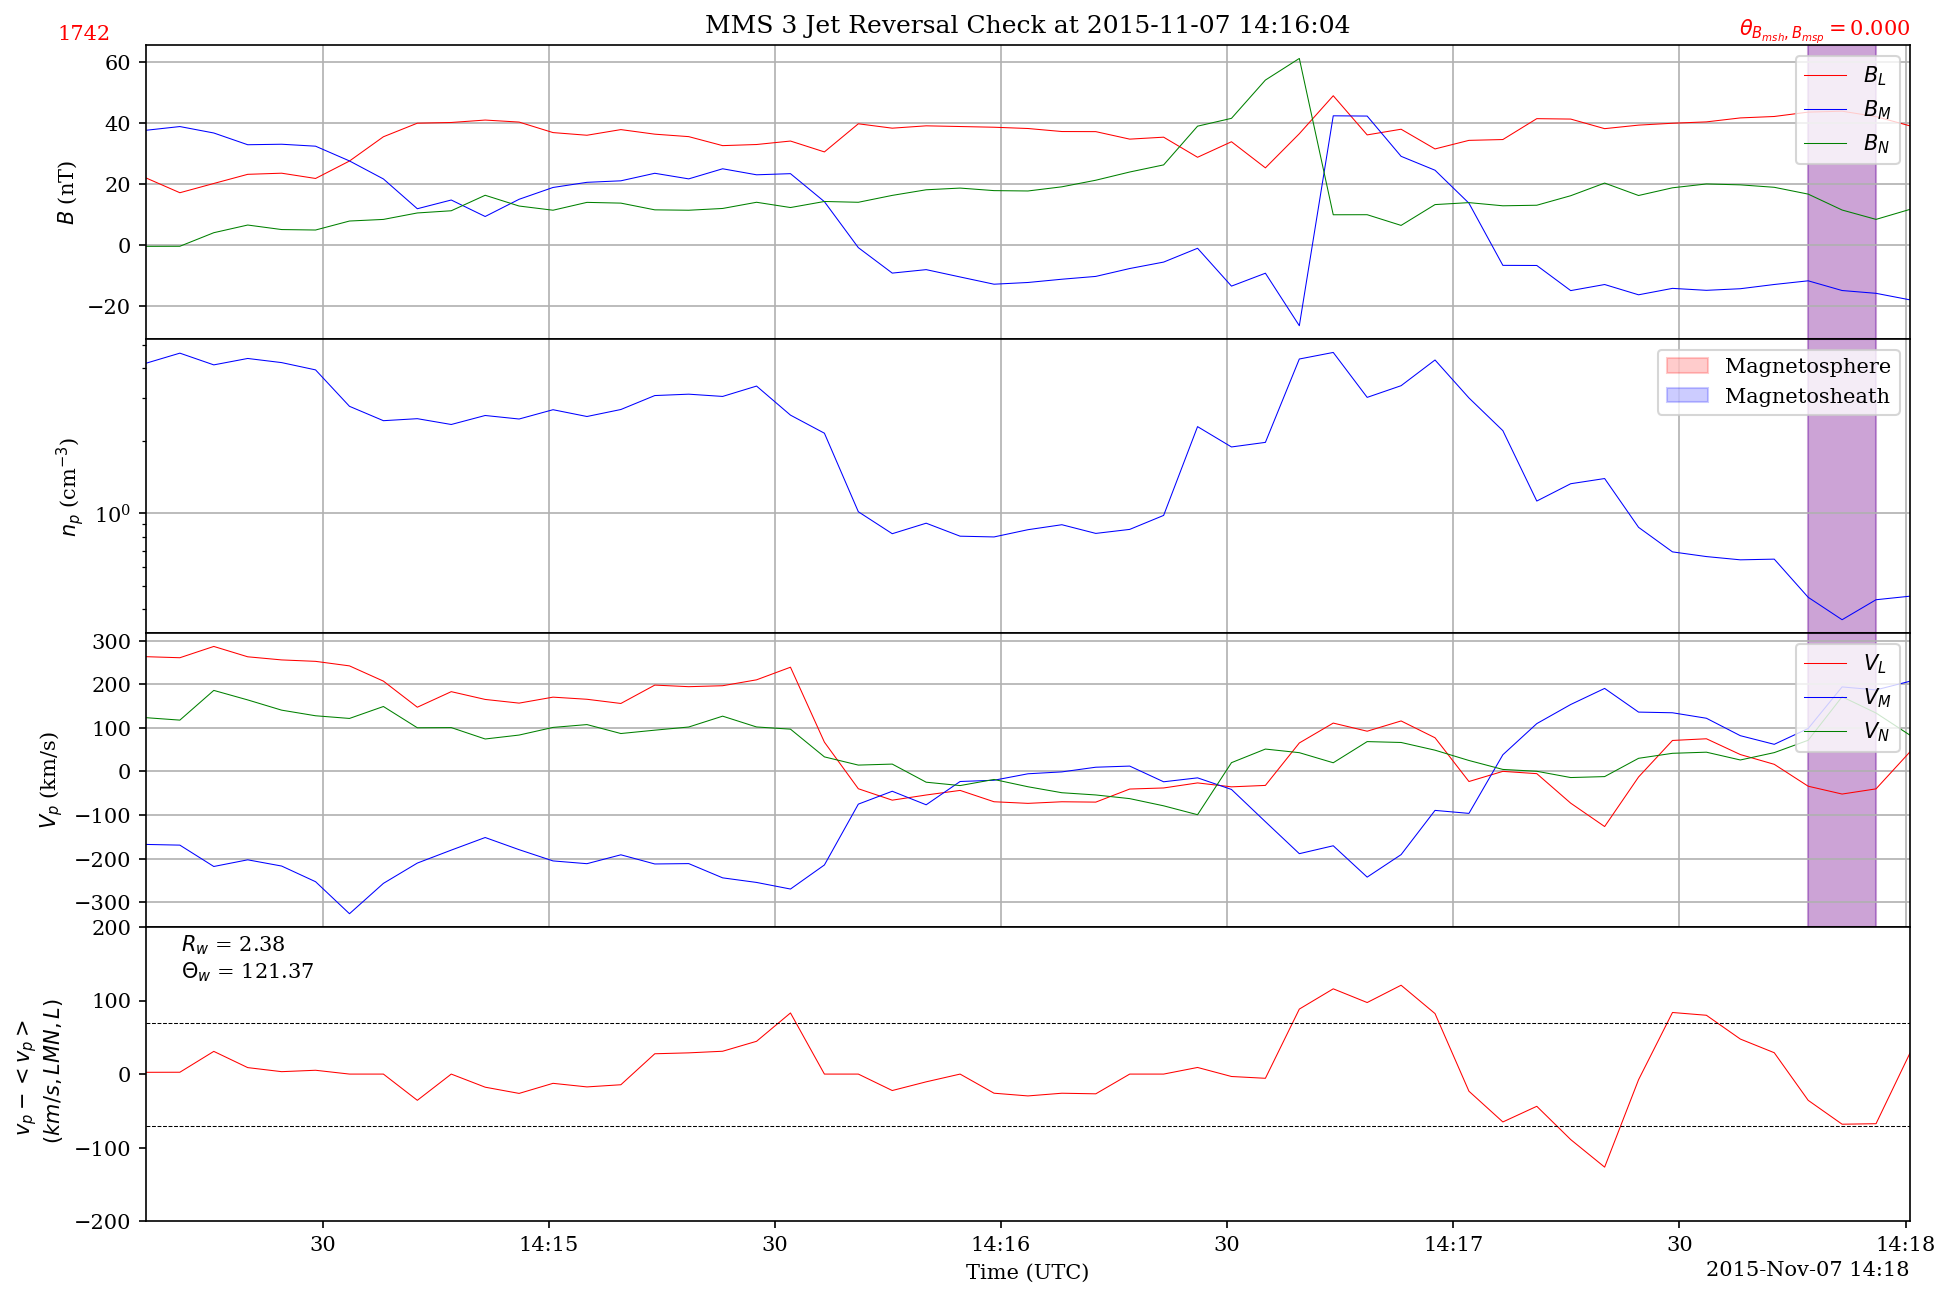 MMS 3 Jet Reversal Check at 2015-11-07 14:16:04
1742
θ_{B_{msh}, B_{msp}} = 0.000
60
40
20
0
−20
B (nT)
B_L
B_M
B_N
10^0
n_p (cm^{−3})
Magnetosphere
Magnetosheath
300
200
100
0
−100
−200
−300
V_p (km/s)
V_L
V_M
V_N
200
100
0
−100
−200
v_p − < v_p >
(km/s, LMN, L)
R_w = 2.38
Θ_w = 121.37
30 14:15 30 14:16 30 14:17 30 14:18
Time (UTC)
2015-Nov-07 14:18